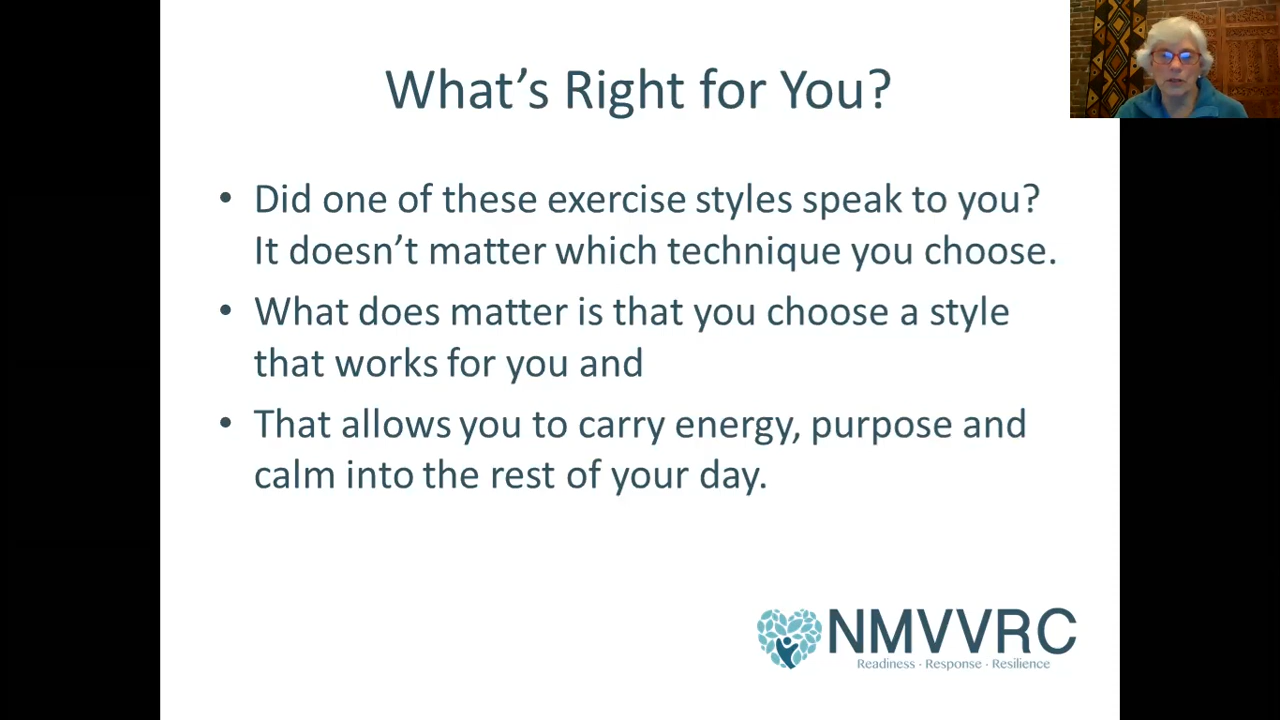 What’s Right for You?
• Did one of these exercise styles speak to you?
It doesn’t matter which technique you choose.
• What does matter is that you choose a style
that works for you and
• That allows you to carry energy, purpose and
calm into the rest of your day.
NMVVRC
Readiness · Response · Resilience